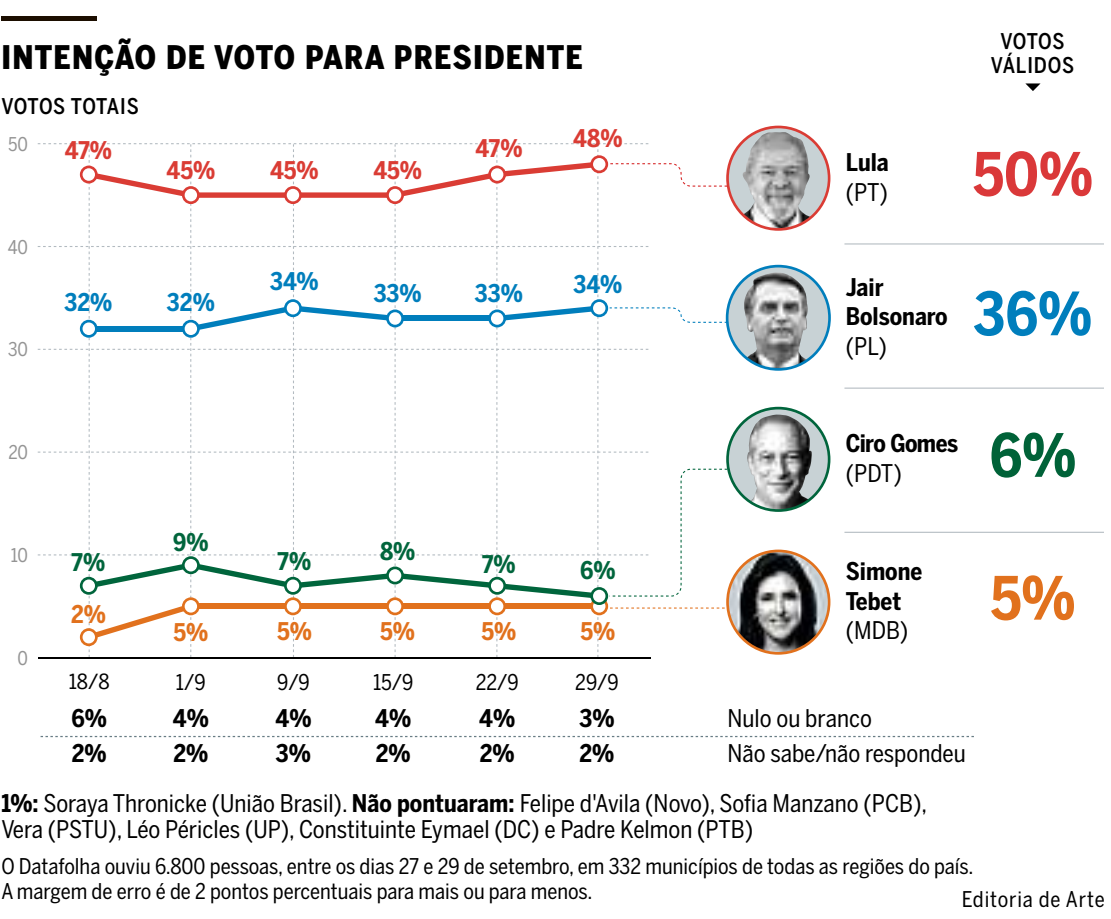 INTENÇÃO DE VOTO PARA PRESIDENTE
VOTOS
VÁLIDOS
VOTOS TOTAIS
50
40
30
20
10
0
47%
45%
45%
45%
47%
48%
32%
32%
34%
33%
33%
34%
7%
9%
7%
8%
7%
6%
2%
5%
5%
5%
5%
5%
Lula
(PT)
50%
Jair
Bolsonaro
(PL)
36%
Ciro Gomes
(PDT)
6%
Simone
Tebet
(MDB)
5%
18/8 1/9 9/9 15/9 22/9 29/9
6% 4% 4% 4% 4% 3% Nulo ou branco
2% 2% 3% 2% 2% 2% Não sabe/não respondeu
1%: Soraya Thronicke (União Brasil). Não pontuaram: Felipe d'Avila (Novo), Sofia Manzano (PCB),
Vera (PSTU), Léo Péricles (UP), Constituinte Eymael (DC) e Padre Kelmon (PTB)
O Datafolha ouviu 6.800 pessoas, entre os dias 27 e 29 de setembro, em 332 municípios de todas as regiões do país.
A margem de erro é de 2 pontos percentuais para mais ou para menos.
Editoria de Arte